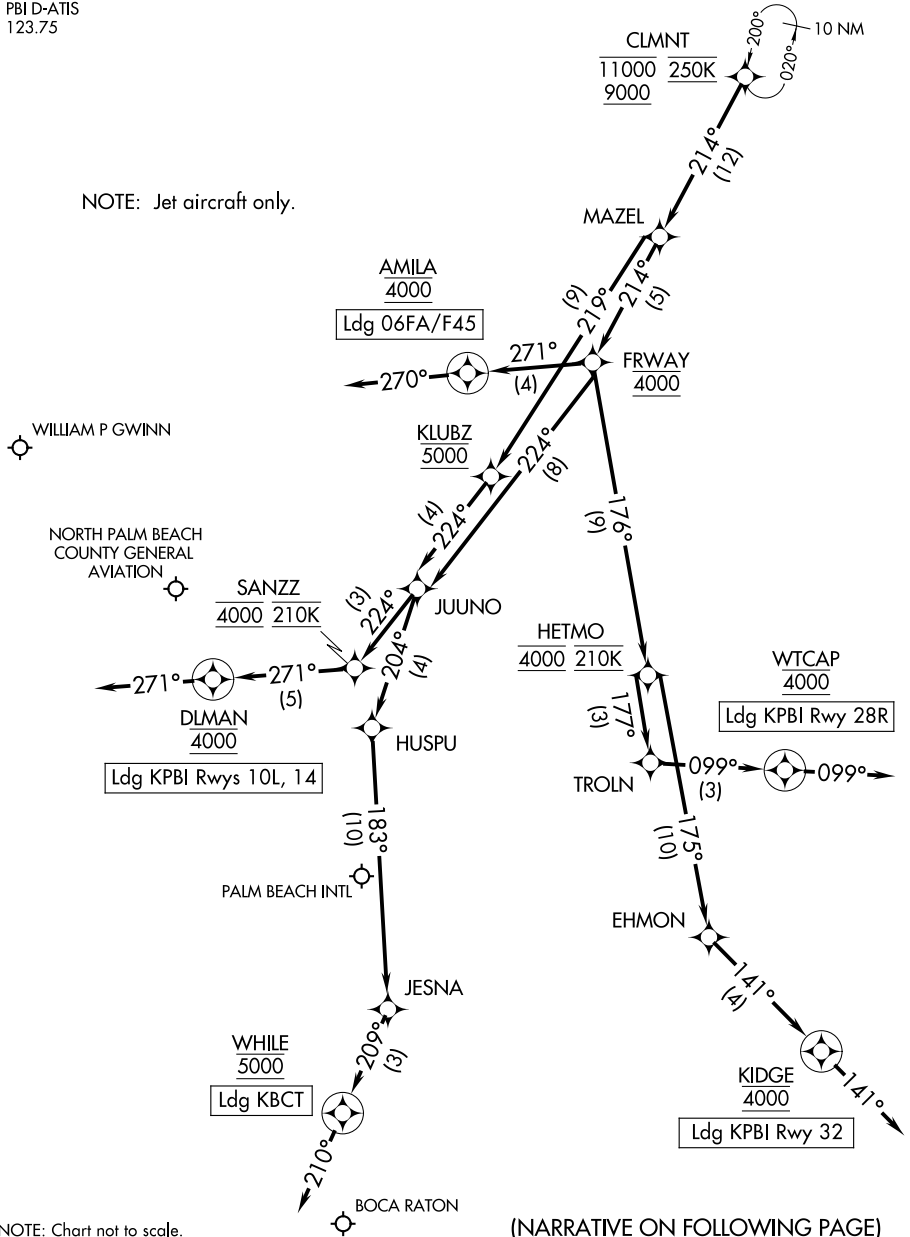 PBI D-ATIS
123.75
CLMNT
11000 250K
9000
200°
020°
10 NM
214°
(12)
NOTE: Jet aircraft only.
MAZEL
AMILA
4000
Ldg 06FA/F45
(9)
219°
214°
(5)
271°
(4)
270°
FRWAY
4000
WILLIAM P GWINN
KLUBZ
5000
224°
(8)
(4)
224°
176°
(9)
NORTH PALM BEACH
COUNTY GENERAL
AVIATION
SANZZ
4000 210K
(3)
224°
JUUNO
204°
(4)
HETMO
4000 210K
WTCAP
4000
Ldg KPBI Rwy 28R
271°
271°
(5)
DLMAN
4000
Ldg KPBI Rwys 10L, 14
HUSPU
177°
(3)
TROLN
099°
(3)
099°
183°
(10)
175°
(10)
PALM BEACH INTL
EHMON
JESNA
141°
(4)
WHILE
5000
Ldg KBCT
209°
(3)
KIDGE
4000
Ldg KPBI Rwy 32
141°
210°
BOCA RATON
NOTE: Chart not to scale.
(NARRATIVE ON FOLLOWING PAGE)